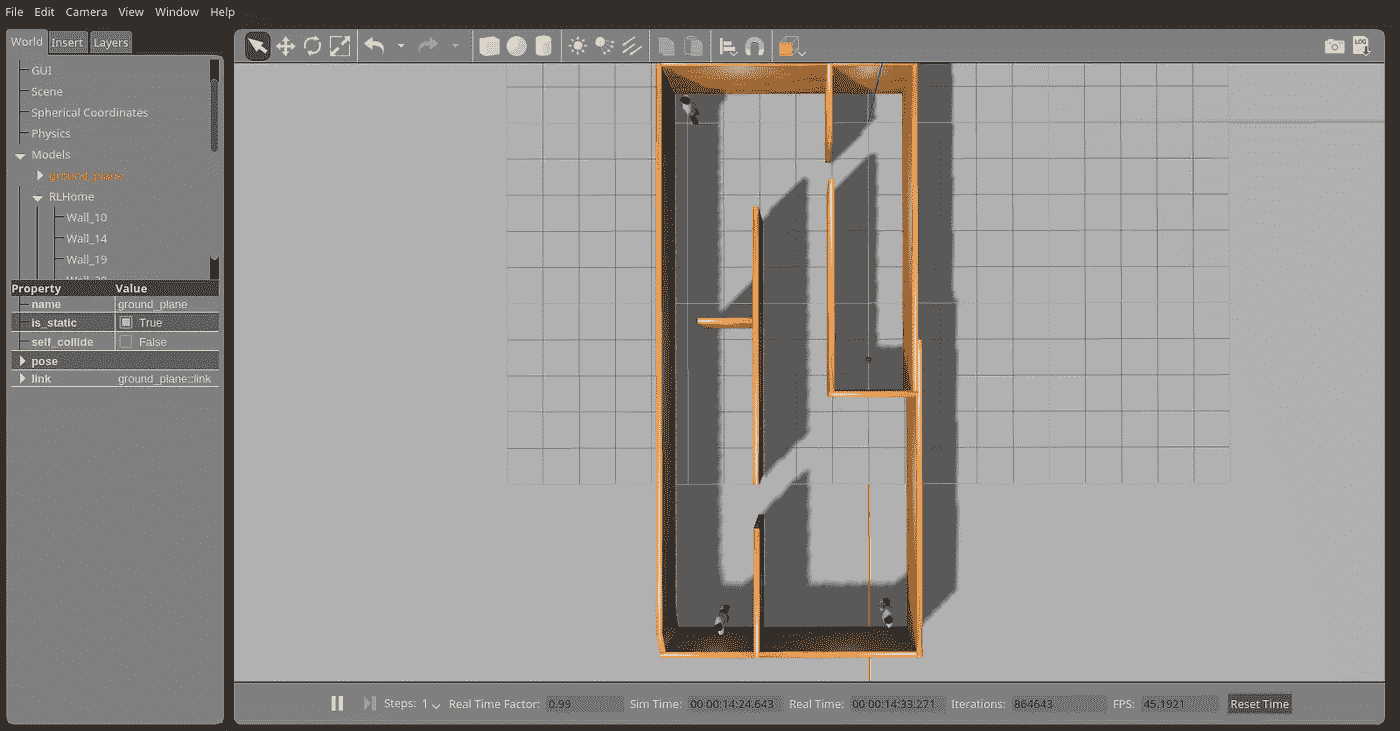 File Edit Camera View Window Help
World Insert Layers
GUI
Scene
Spherical Coordinates
Physics
Models
ground_plane
RLHome
Wall_10
Wall_14
Wall_19
Property Value
name ground_plane
is_static True
self_collide False
pose
link ground_plane::link
LOG
Steps: 1 Real Time Factor: 0.99 Sim Time: 00 00:14:24.643 Real Time: 00 00:14:33.271 Iterations: 864643 FPS: 45.1921 Reset Time